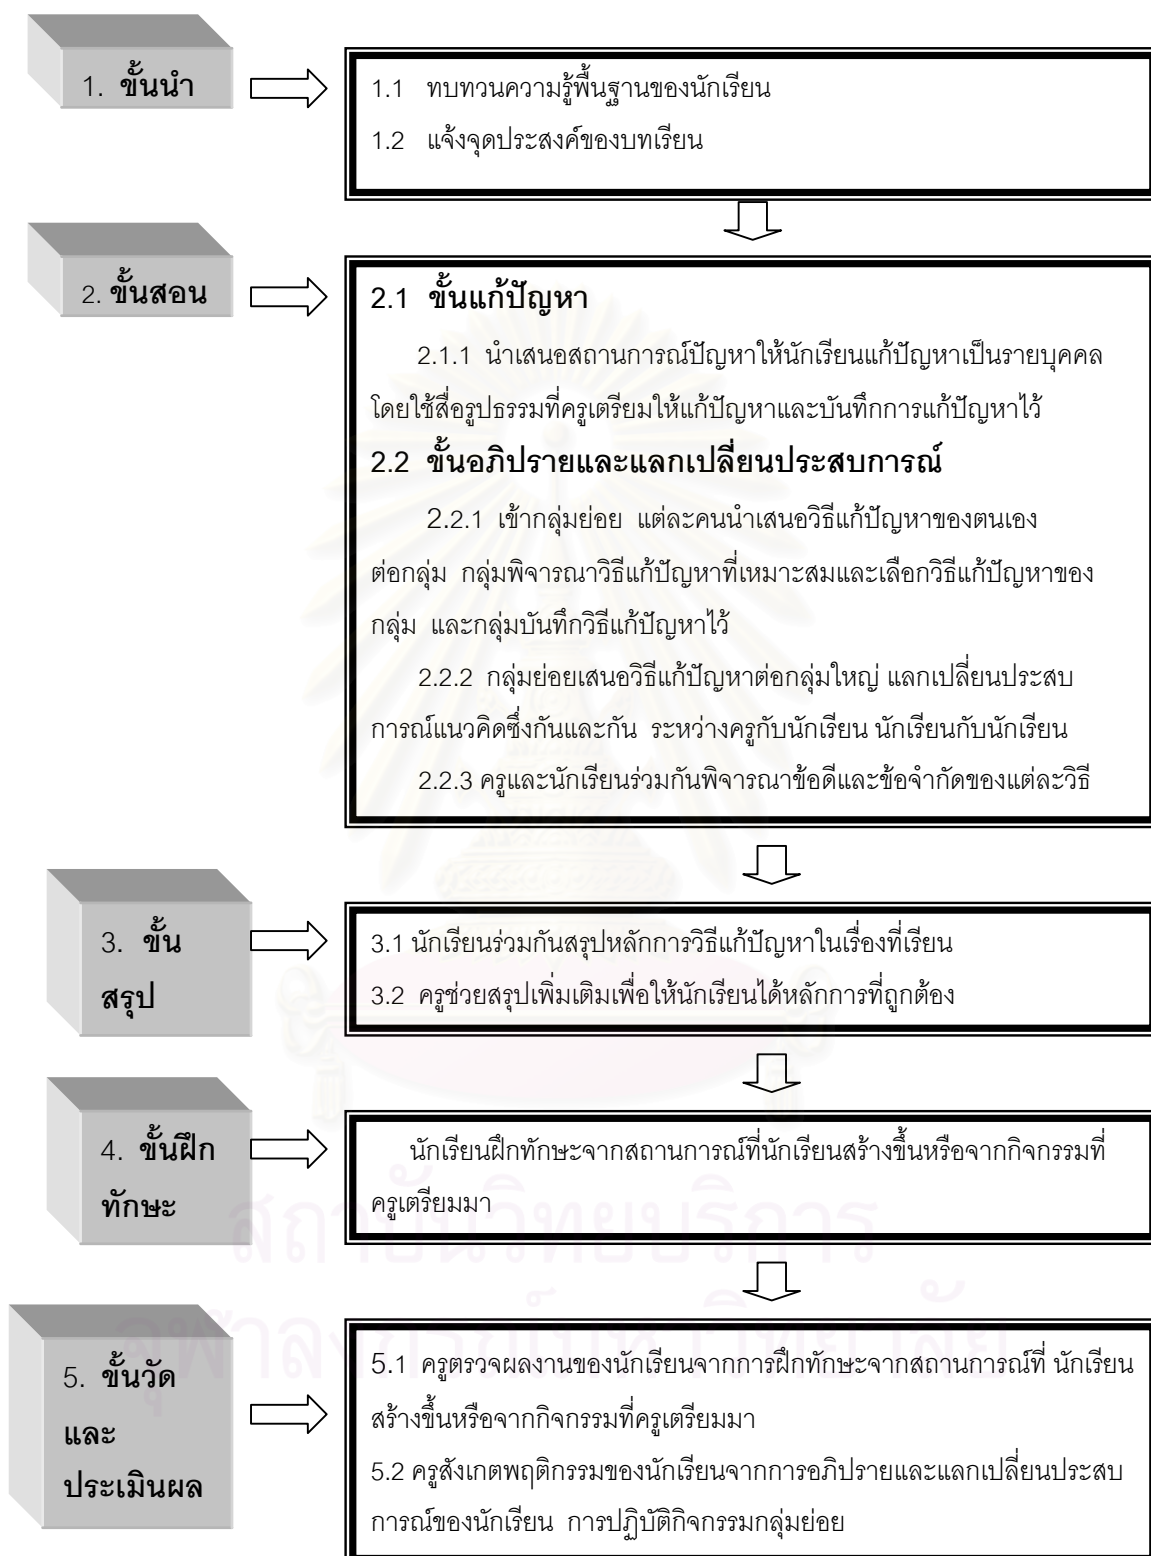 1. ขั้นนำ
1.1 ทบทวนความรู้พื้นฐานของนักเรียน
1.2 แจ้งจุดประสงค์ของบทเรียน
2. ขั้นสอน
2.1 ขั้นแก้ปัญหา
2.1.1 นำเสนอสถานการณ์ปัญหาให้นักเรียนแก้ปัญหาเป็นรายบุคคล
โดยใช้สื่อรูปธรรมที่ครูเตรียมให้แก้ปัญหาและบันทึกการแก้ปัญหาไว้
2.2 ขั้นอภิปรายและแลกเปลี่ยนประสบการณ์
2.2.1 เข้ากลุ่มย่อย แต่ละคนนำเสนอวิธีแก้ปัญหาของตนเอง
ต่อกลุ่ม กลุ่มพิจารณาวิธีแก้ปัญหาที่เหมาะสมและเลือกวิธีแก้ปัญหาของ
กลุ่ม และกลุ่มบันทึกวิธีแก้ปัญหาไว้
2.2.2 กลุ่มย่อยเสนอวิธีแก้ปัญหาต่อกลุ่มใหญ่ แลกเปลี่ยนประสบ
การณ์แนวคิดซึ่งกันและกัน ระหว่างครูกับนักเรียน นักเรียนกับนักเรียน
2.2.3 ครูและนักเรียนร่วมกันพิจารณาข้อดีและข้อจำกัดของแต่ละวิธี
3. ขั้น
สรุป
3.1 นักเรียนร่วมกันสรุปหลักการวิธีแก้ปัญหาในเรื่องที่เรียน
3.2 ครูช่วยสรุปเพิ่มเติมเพื่อให้นักเรียนได้หลักการที่ถูกต้อง
4. ขั้นฝึก
ทักษะ
นักเรียนฝึกทักษะจากสถานการณ์ที่นักเรียนสร้างขึ้นหรือจากกิจกรรมที่
ครูเตรียมมา
สถาบันวิทยบริการ
จุฬาลงกรณ์มหาวิทยาลัย
5. ขั้นวัด
และ
ประเมินผล
5.1 ครูตรวจผลงานของนักเรียนจากการฝึกทักษะจากสถานการณ์ที่ นักเรียน
สร้างขึ้นหรือจากกิจกรรมที่ครูเตรียมมา
5.2 ครูสังเกตพฤติกรรมของนักเรียนจากการอภิปรายและแลกเปลี่ยนประสบ
การณ์ของนักเรียน การปฏิบัติกิจกรรมกลุ่มย่อย